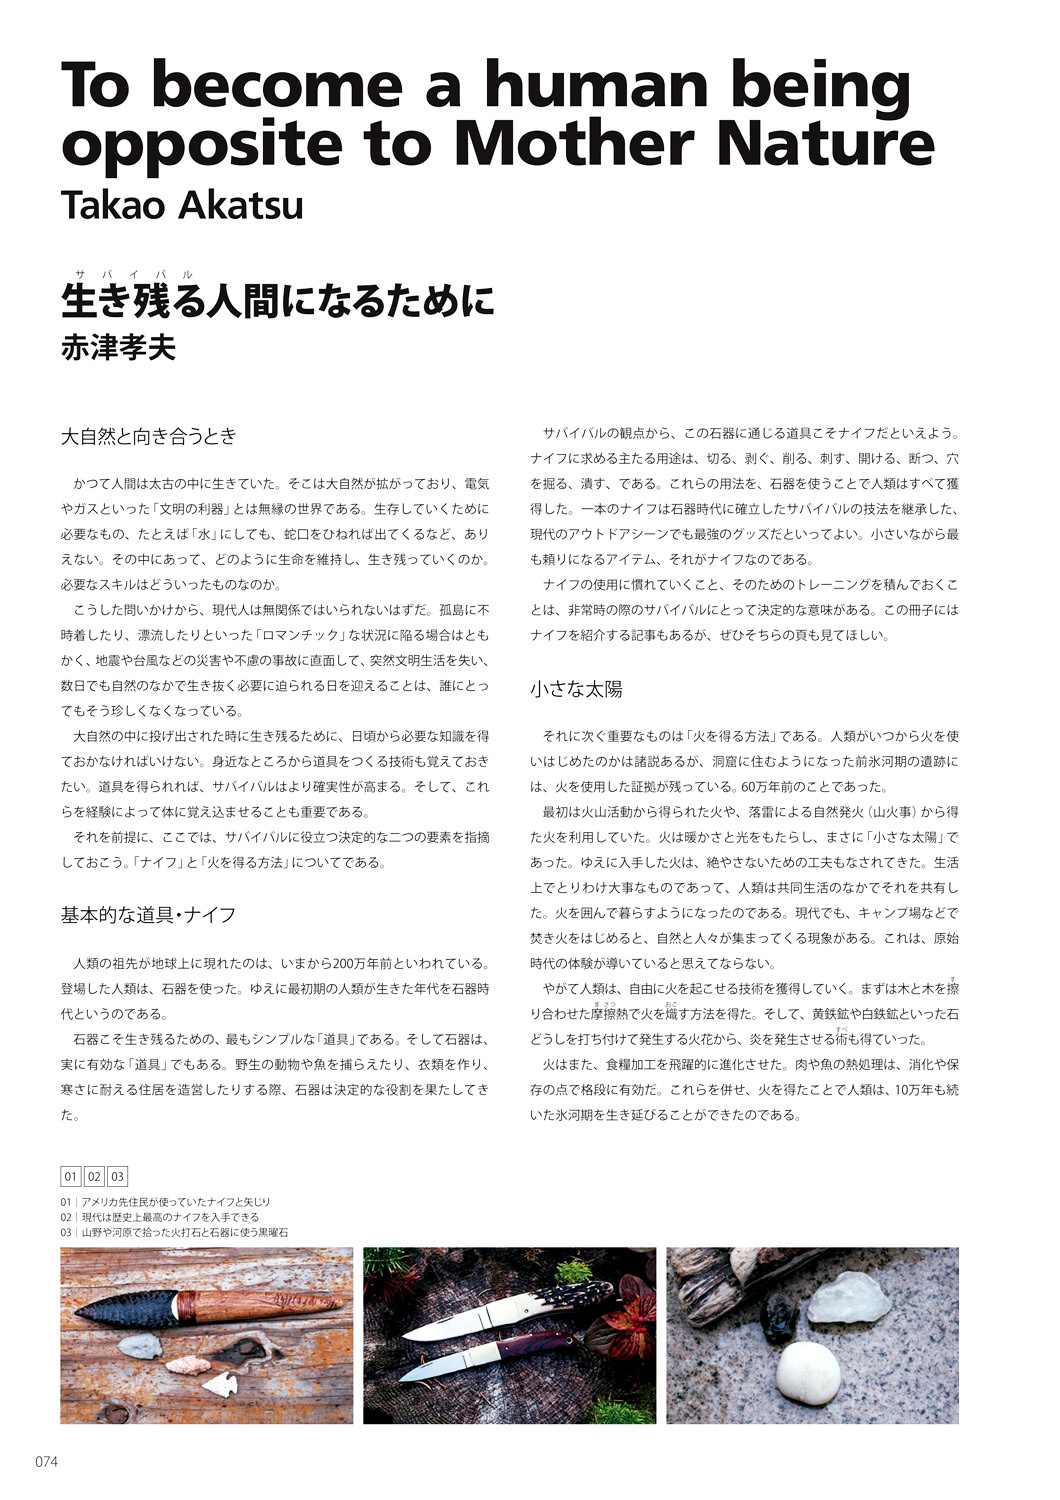 To become a human being
opposite to Mother Nature
Takao Akatsu
サバイバル
生き残る人間になるために
赤津孝夫
大自然と向き合うとき
かつて人間は太古の中に生きていた。そこは大自然が拡がっており、電気
やガスといった「文明の利器」とは無縁の世界である。生存していくために
必要なもの、たとえば「水」にしても、蛇口をひねれば出てくるなど、あり
えない。その中にあって、どのように生命を維持し、生き残っていくのか。
必要なスキルはどういったものなのか。
こうした問いかけから、現代人は無関係ではいられないはずだ。孤島に不
時着したり、漂流したりといった「ロマンチック」な状況に陥る場合はとも
かく、地震や台風などの災害や不慮の事故に直面して、突然文明生活を失い、
数日でも自然のなかで生き抜く必要に迫られる日を迎えることは、誰にとっ
てもそう珍しくなくなっている。
大自然の中に投げ出された時に生き残るために、日頃から必要な知識を得
ておかなければいけない。身近なところから道具をつくる技術も覚えておき
たい。道具を得られれば、サバイバルはより確実性が高まる。そして、これ
らを経験によって体に覚え込ませることも重要である。
それを前提に、ここでは、サバイバルに役立つ決定的な二つの要素を指摘
しておこう。「ナイフ」と「火を得る方法」についてである。
基本的な道具・ナイフ
人類の祖先が地球上に現れたのは、いまから200万年前といわれている。
登場した人類は、石器を使った。ゆえに最初期の人類が生きた年代を石器時
代というのである。
石器こそ生き残るための、最もシンプルな「道具」である。そして石器は、
実に有効な「道具」でもある。野生の動物や魚を捕らえたり、衣類を作り、
寒さに耐える住居を造営したりする際、石器は決定的な役割を果たしてき
た。
サバイバルの観点から、この石器に通じる道具こそナイフだといえよう。
ナイフに求める主たる用途は、切る、剥ぐ、削る、刺す、開ける、断つ、穴
を掘る、潰す、である。これらの用法を、石器を使うことで人類はすべて獲
得した。一本のナイフは石器時代に確立したサバイバルの技法を継承した、
現代のアウトドアシーンでも最強のグッズだといってよい。小さいながら最
も頼りになるアイテム、それがナイフなのである。
ナイフの使用に慣れていくこと、そのためのトレーニングを積んでおくこ
とは、非常時の際のサバイバルにとって決定的な意味がある。この冊子には
ナイフを紹介する記事もあるが、ぜひそちらの頁も見てほしい。
小さな太陽
それに次ぐ重要なものは「火を得る方法」である。人類がいつから火を使
いはじめたのかは諸説あるが、洞窟に住むようになった前氷河期の遺跡に
は、火を使用した証拠が残っている。60万年前のことであった。
最初は火山活動から得られた火や、落雷による自然発火（山火事）から得
た火を利用していた。火は暖かさと光をもたらし、まさに「小さな太陽」で
あった。ゆえに入手した火は、絶やさないための工夫もなされてきた。生活
上でとりわけ大事なものであって、人類は共同生活のなかでそれを共有し
た。火を囲んで暮らすようになったのである。現代でも、キャンプ場などで
焚き火をはじめると、自然と人々が集まってくる現象がある。これは、原始
時代の体験が導いていると思えてならない。
す
やがて人類は、自由に火を起こせる技術を獲得していく。まずは木と木を擦
まさつ おこ
り合わせた摩擦熱で火を熾す方法を得た。そして、黄鉄鉱や白鉄鉱といった石
すべ
どうしを打ち付けて発生する火花から、炎を発生させる術も得ていった。
火はまた、食糧加工を飛躍的に進化させた。肉や魚の熱処理は、消化や保
存の点で格段に有効だ。これらを併せ、火を得たことで人類は、10万年も続
いた氷河期を生き延びることができたのである。
01 02 03
01｜アメリカ先住民が使っていたナイフと矢じり
02｜現代は歴史上最高のナイフを入手できる
03｜山野や河原で拾った火打石と石器に使う黒曜石
074